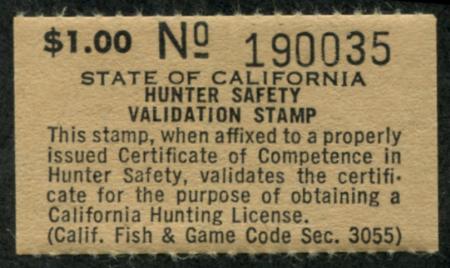 $1.00 Nº 190035
STATE OF CALIFORNIA
HUNTER SAFETY
VALIDATION STAMP
This stamp, when affixed to a properly
issued Certificate of Competence in
Hunter Safety, validates the certifi-
cate for the purpose of obtaining a
California Hunting License.
(Calif. Fish & Game Code Sec. 3055)